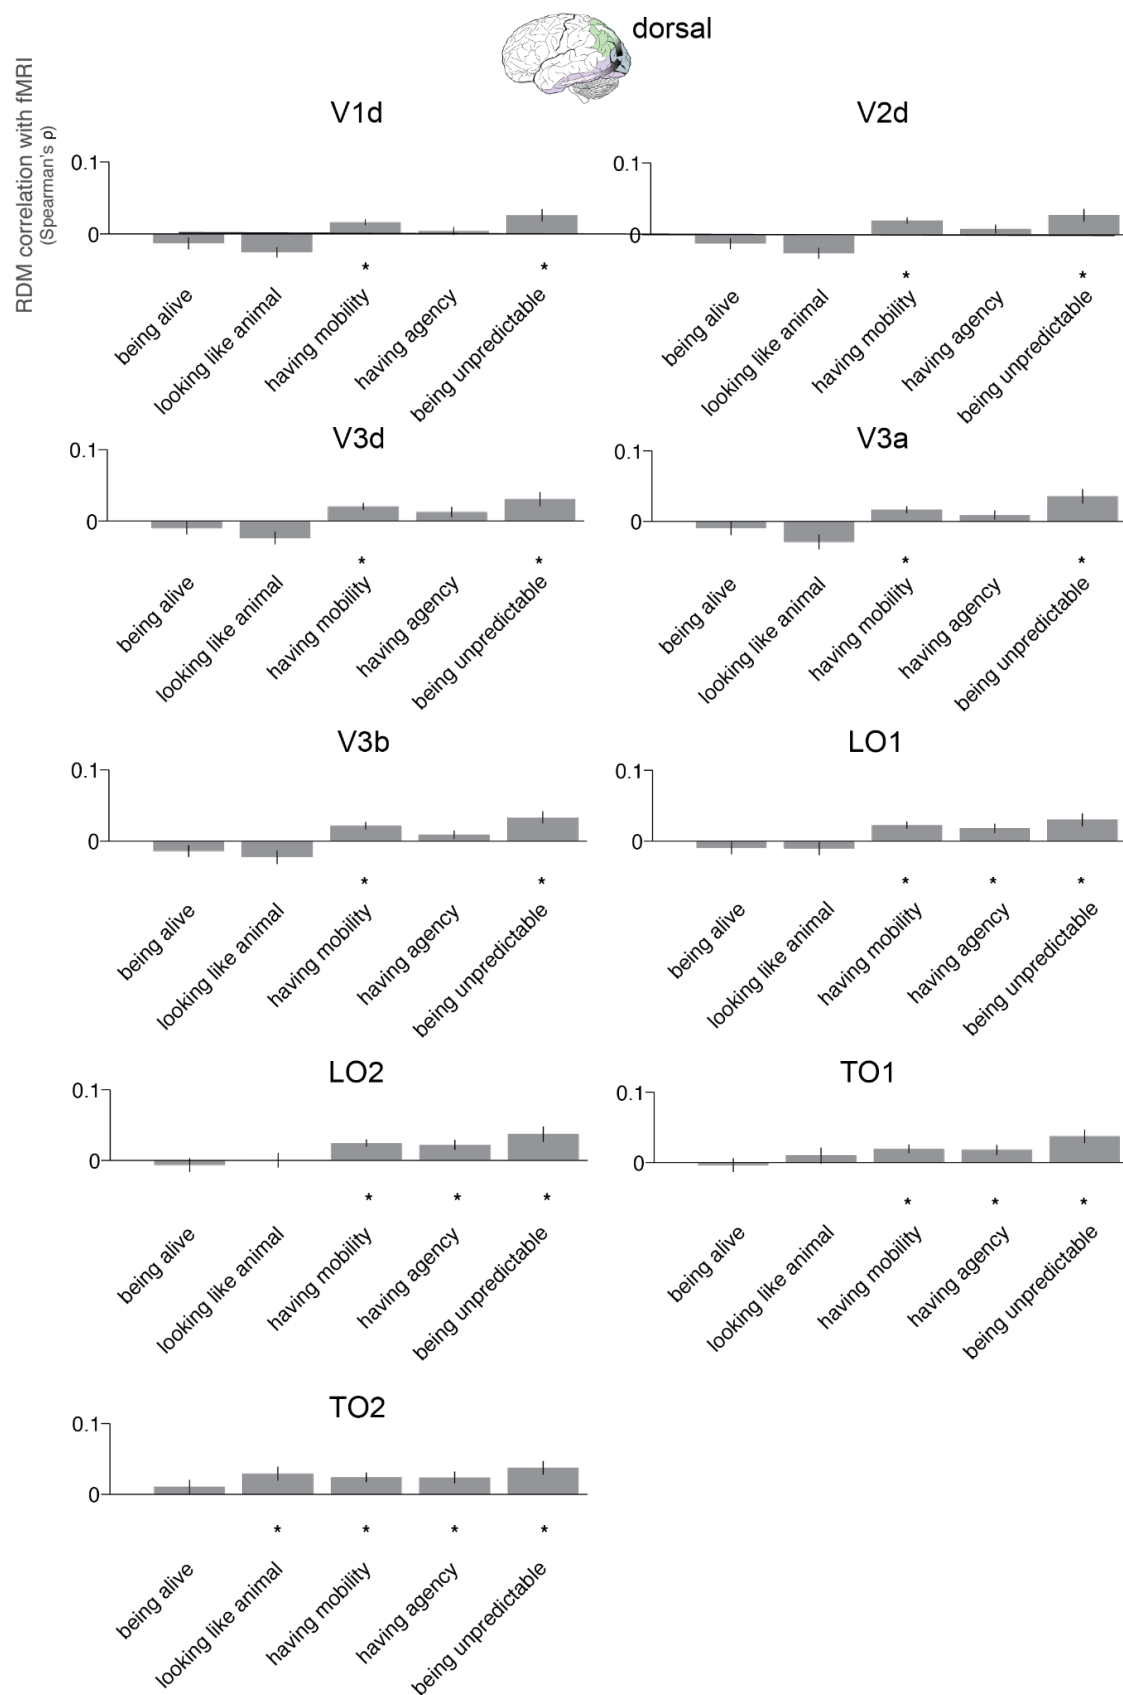 dorsal
RDM correlation with fMRI
(Spearman's ρ)
V1d
0.1
0
*
*
being alive
looking like animal
having mobility
having agency
being unpredictable
V2d
0.1
0
*
*
being alive
looking like animal
having mobility
having agency
being unpredictable
V3d
0.1
0
*
*
being alive
looking like animal
having mobility
having agency
being unpredictable
V3a
0.1
0
*
*
being alive
looking like animal
having mobility
having agency
being unpredictable
V3b
0.1
0
*
*
being alive
looking like animal
having mobility
having agency
being unpredictable
LO1
0.1
0
*
*
*
being alive
looking like animal
having mobility
having agency
being unpredictable
LO2
0.1
0
*
*
*
being alive
looking like animal
having mobility
having agency
being unpredictable
TO1
0.1
0
*
*
*
being alive
looking like animal
having mobility
having agency
being unpredictable
TO2
0.1
0
*
*
*
*
being alive
looking like animal
having mobility
having agency
being unpredictable